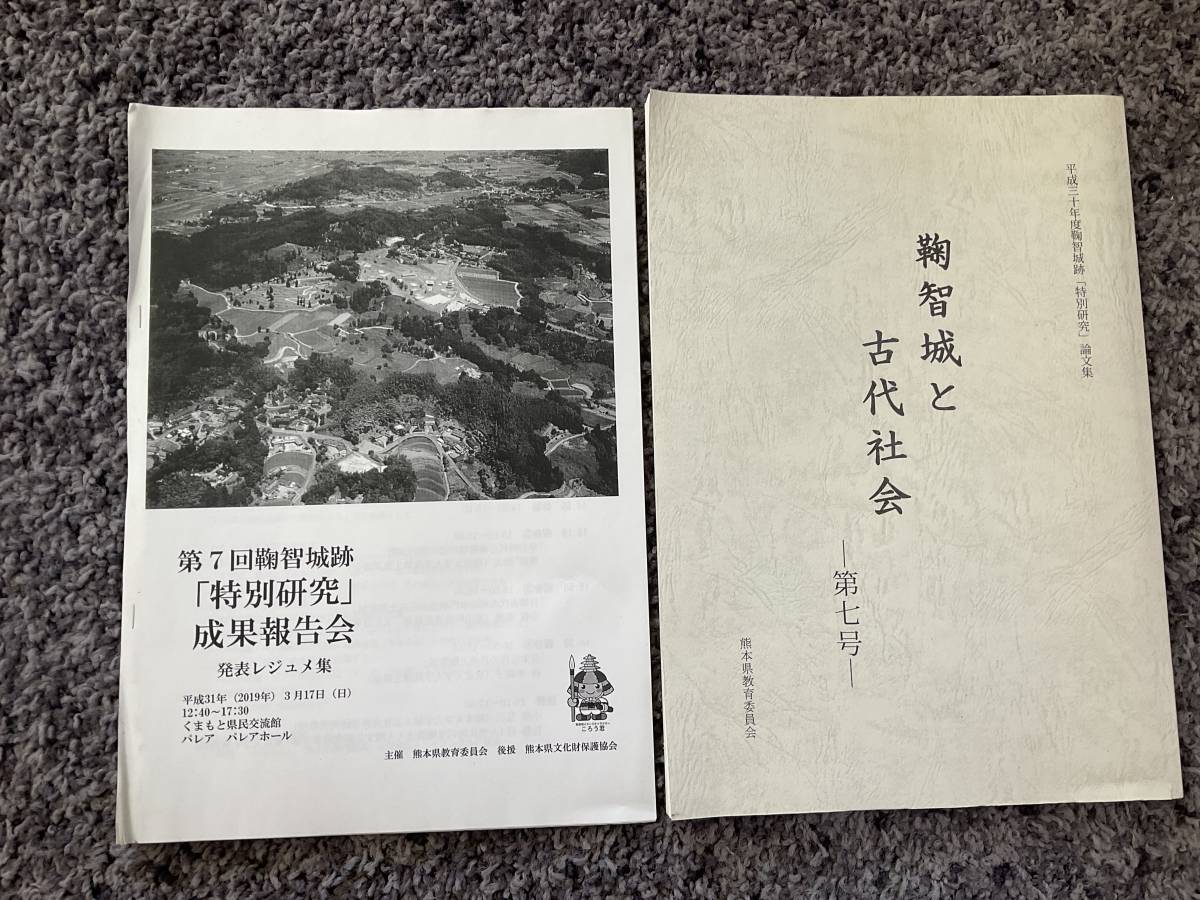 第7回鞠智城跡
「特別研究」
成果報告会
発表レジュメ集
平成31年（2019年）3月17日（日）
12:40～17:30
くまもと県民交流館
パレア　パレアホール
ころう君
主催　熊本県教育委員会　後援　熊本県文化財保護協会
平成三十年度鞠智城跡「特別研究」論文集
鞠智城と
古代社会
―第七号―
熊本県教育委員会